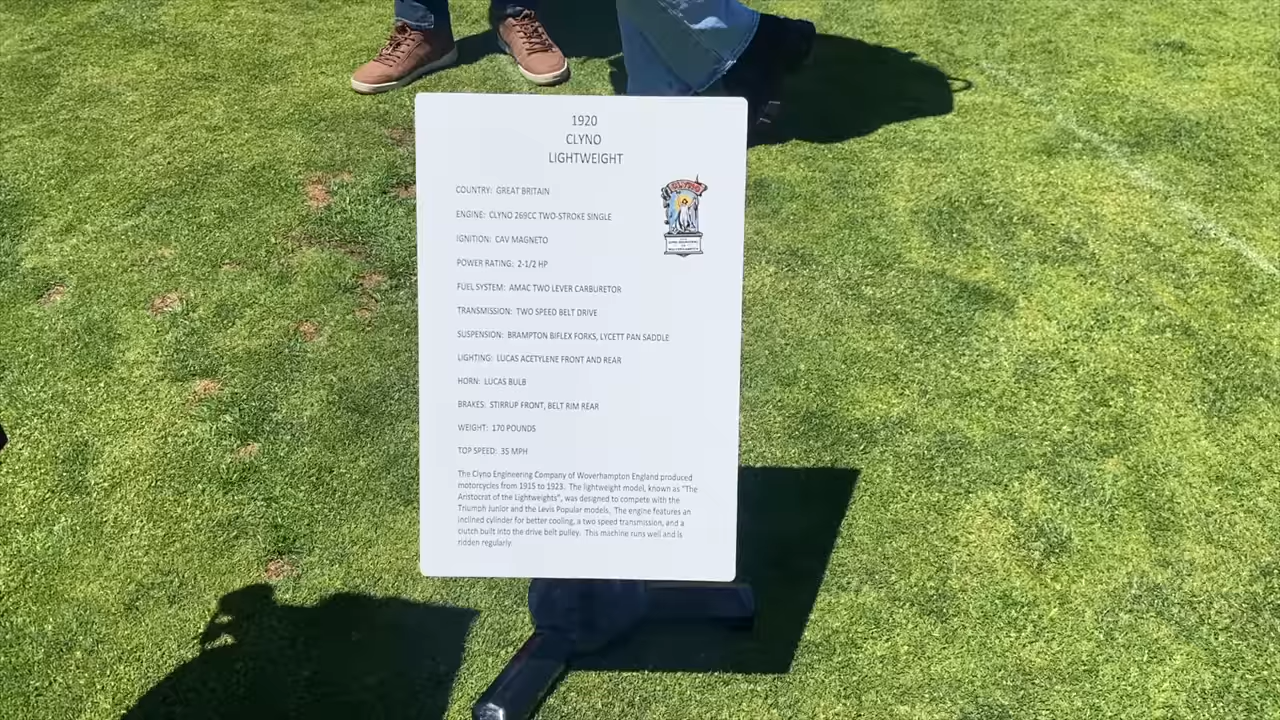 1920
CLYNO
LIGHTWEIGHT
CLYNO
COUNTRY: GREAT BRITAIN
ENGINE: CLYNO 269CC TWO-STROKE SINGLE
IGNITION: CAV MAGNETO
POWER RATING: 2-1/2 HP
FUEL SYSTEM: AMAC TWO LEVER CARBURETOR
TRANSMISSION: TWO SPEED BELT DRIVE
SUSPENSION: BRAMPTON BIFLEX FORKS, LYCETT PAN SADDLE
LIGHTING: LUCAS ACETYLENE FRONT AND REAR
HORN: LUCAS BULB
BRAKES: STIRRUP FRONT, BELT RIM REAR
WEIGHT: 170 POUNDS
TOP SPEED: 35 MPH
The Clyno Engineering Company of Woverhampton England produced
motorcycles from 1915 to 1923. The lightweight model, known as "The
Aristocrat of the Lightweights", was designed to compete with the
Triumph Junior and the Levis Popular models. The engine features an
inclined cylinder for better cooling, a two speed transmission, and a
clutch built into the drive belt pulley. This machine runs well and is
ridden regularly.